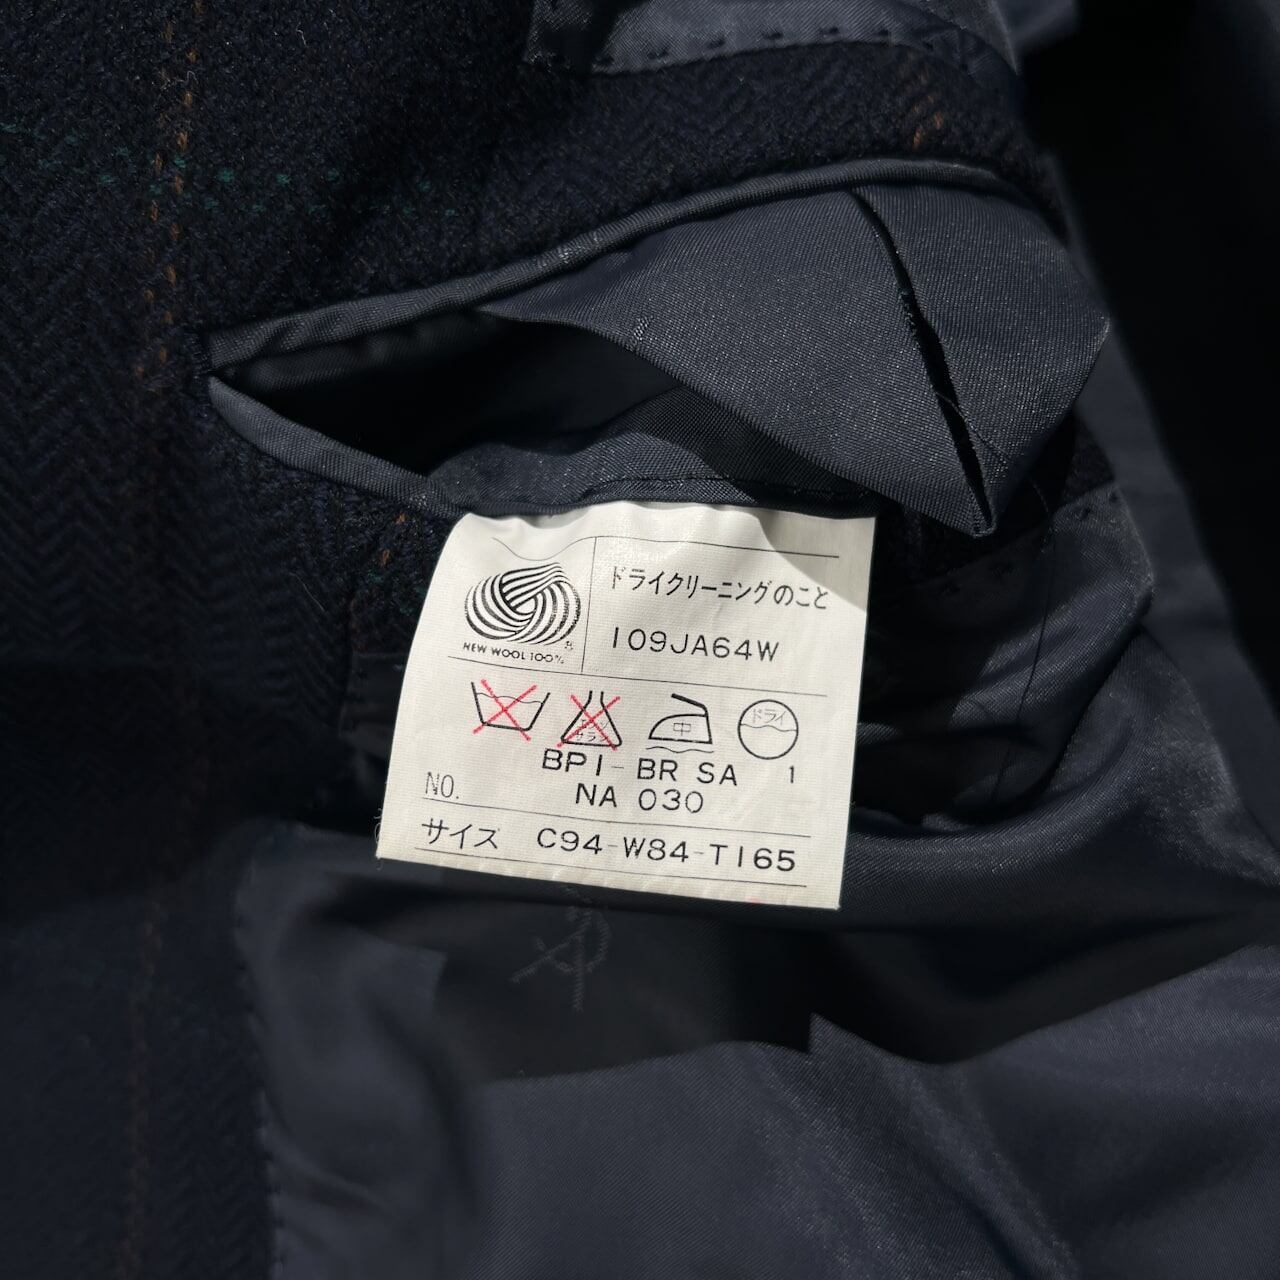 ドライクリーニングのこと
109JA64W
NEW WOOL 100%
中
ドライ
BP1-BR SA 1
NO. NA 030
サイズ C94-W84-T165